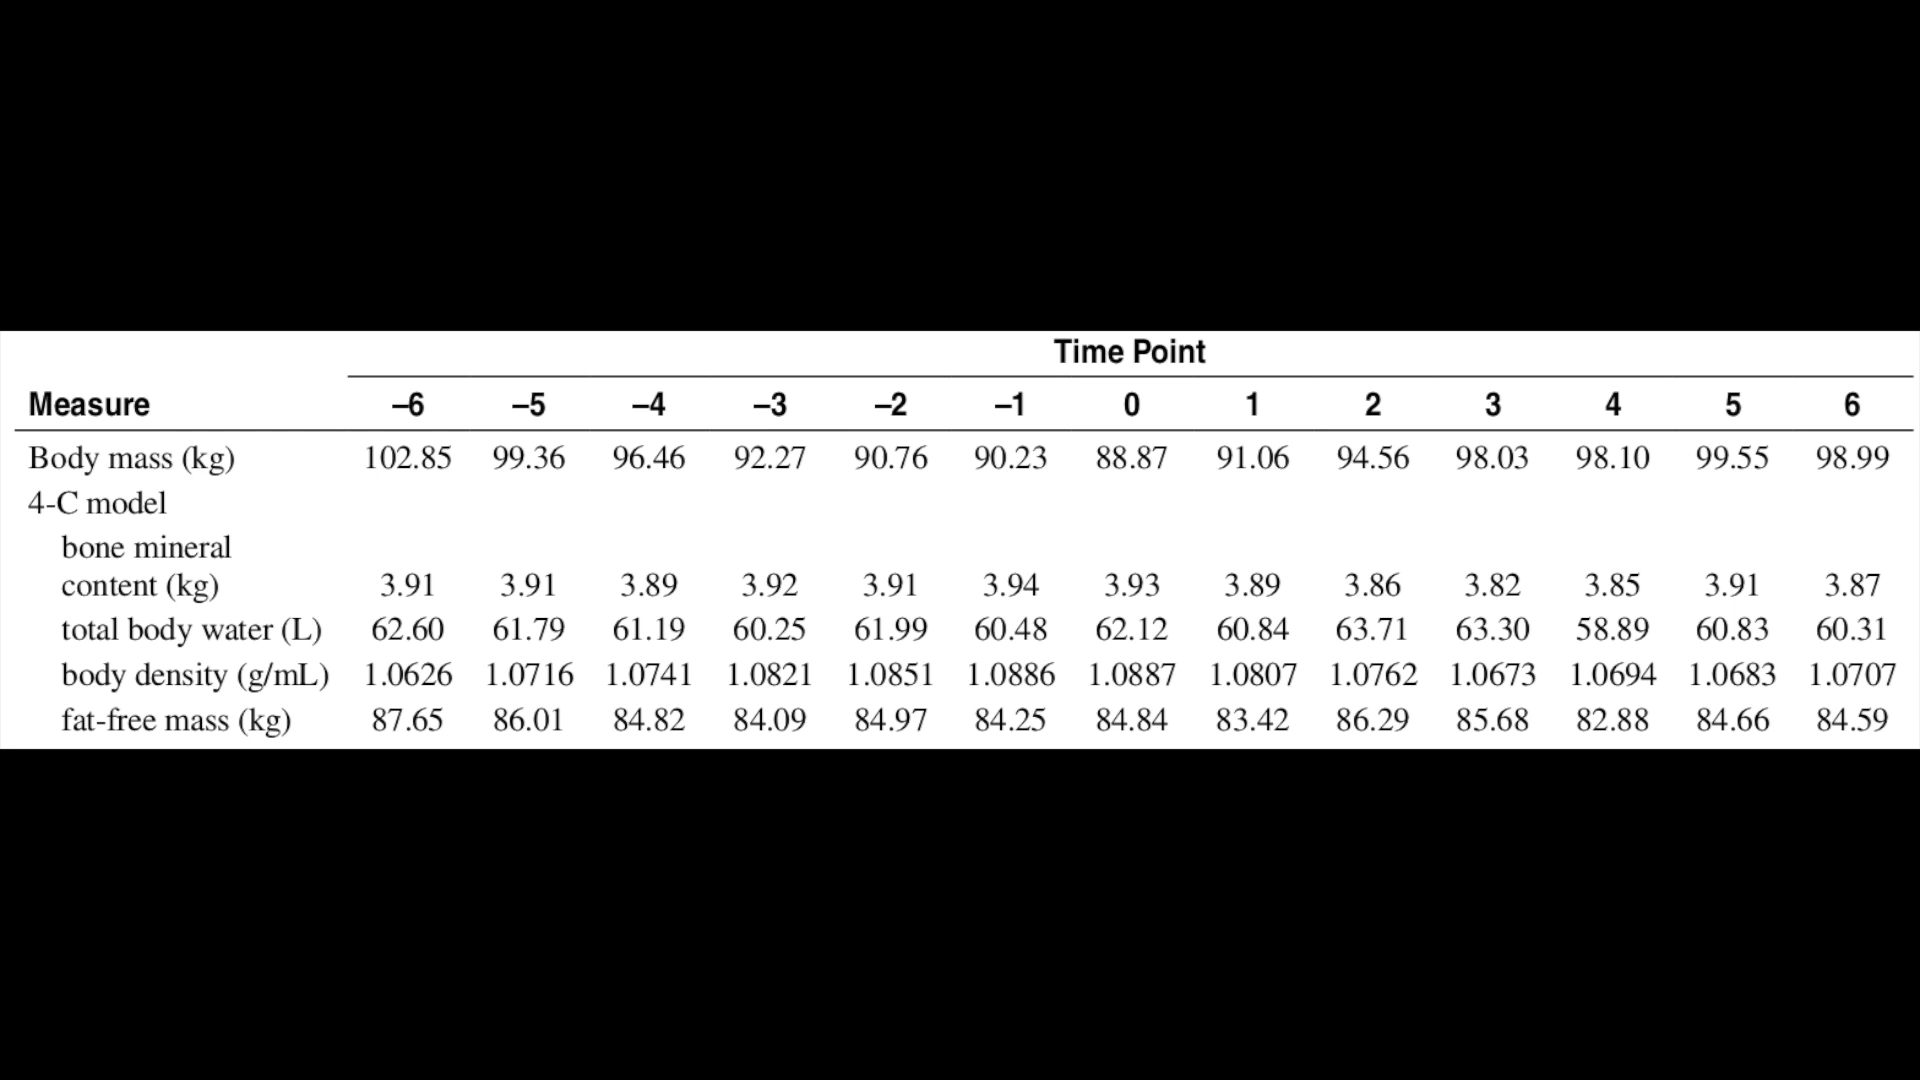 Time Point
Measure –6 –5 –4 –3 –2 –1 0 1 2 3 4 5 6
Body mass (kg) 102.85 99.36 96.46 92.27 90.76 90.23 88.87 91.06 94.56 98.03 98.10 99.55 98.99
4-C model
bone mineral
content (kg) 3.91 3.91 3.89 3.92 3.91 3.94 3.93 3.89 3.86 3.82 3.85 3.91 3.87
total body water (L) 62.60 61.79 61.19 60.25 61.99 60.48 62.12 60.84 63.71 63.30 58.89 60.83 60.31
body density (g/mL) 1.0626 1.0716 1.0741 1.0821 1.0851 1.0886 1.0887 1.0807 1.0762 1.0673 1.0694 1.0683 1.0707
fat-free mass (kg) 87.65 86.01 84.82 84.09 84.97 84.25 84.84 83.42 86.29 85.68 82.88 84.66 84.59